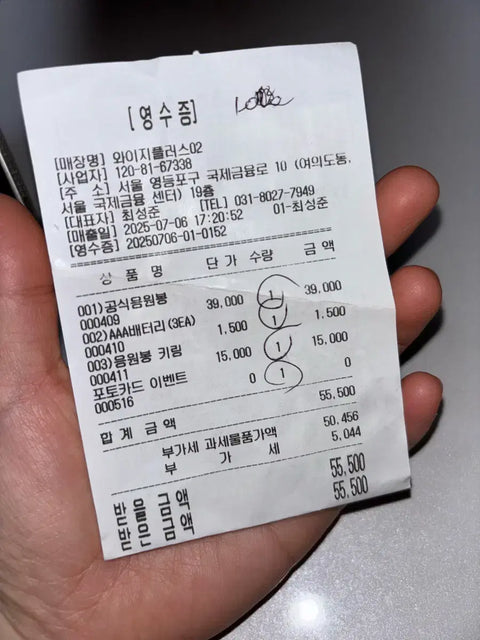 [영수증]
[매장명] 와이지플러스02
[사업자] 120-81-67338
[주 소] 서울 영등포구 국제금융로 10 (여의도동,
서울 국제금융 센터) 19층
[대표자] 최성준 [TEL] 031-8027-7949
[매출일] 2025-07-06 17:20:52 01-최성준
[영수증] 20250706-01-0152
상 품 명 단 가 수량 금 액
001)공식응원봉 39,000 1 39,000
000409
002)AAA배터리(3EA) 1,500 1 1,500
000410
003)응원봉 키링 15,000 1 15,000
000411
포토카드 이벤트 0 1 0
000516
합 계 금 액 55,500
부가세 과세물품가액 50,456
부 가 세 5,044
받을금액 55,500
받은금액 55,500